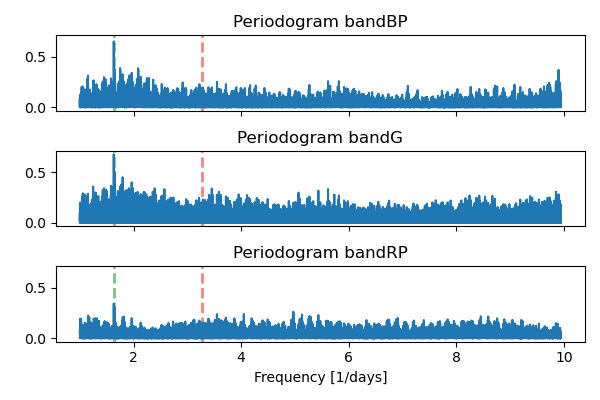 Periodogram bandBP
0.5
0.0
Periodogram bandG
0.5
0.0
Periodogram bandRP
0.5
0.0
2 4 6 8 10
Frequency [1/days]